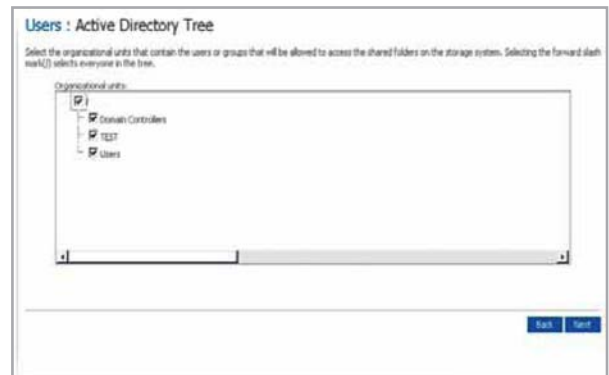 Users : Active Directory Tree
Select the organizational units that contain the users or groups that will be allowed to access the shared folders on the storage system. Selecting the forward slash
mark(/) selects everyone in the tree.
Organizational units:
/
Domain Controllers
TEST
Users
Back Next